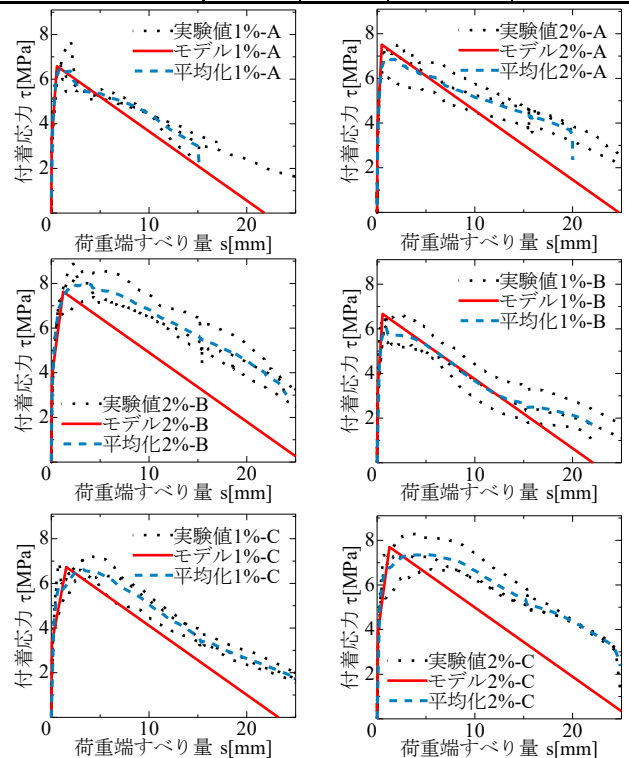 実験値1%-A
モデル1%-A
平均化1%-A
付着応力 τ[MPa]
8
6
4
2
0
10
20
荷重端すべり量 s[mm]
実験値2%-A
モデル2%-A
平均化2%-A
付着応力 τ[MPa]
8
6
4
2
0
10
20
荷重端すべり量 s[mm]
実験値2%-B
モデル2%-B
平均化2%-B
付着応力 τ[MPa]
8
6
4
2
0
10
20
荷重端すべり量 s[mm]
実験値1%-B
モデル1%-B
平均化1%-B
付着応力 τ[MPa]
8
6
4
2
0
10
20
荷重端すべり量 s[mm]
実験値1%-C
モデル1%-C
平均化1%-C
付着応力 τ[MPa]
8
6
4
2
0
10
20
荷重端すべり量 s[mm]
実験値2%-C
モデル2%-C
平均化2%-C
付着応力 τ[MPa]
8
6
4
2
0
10
20
荷重端すべり量 s[mm]